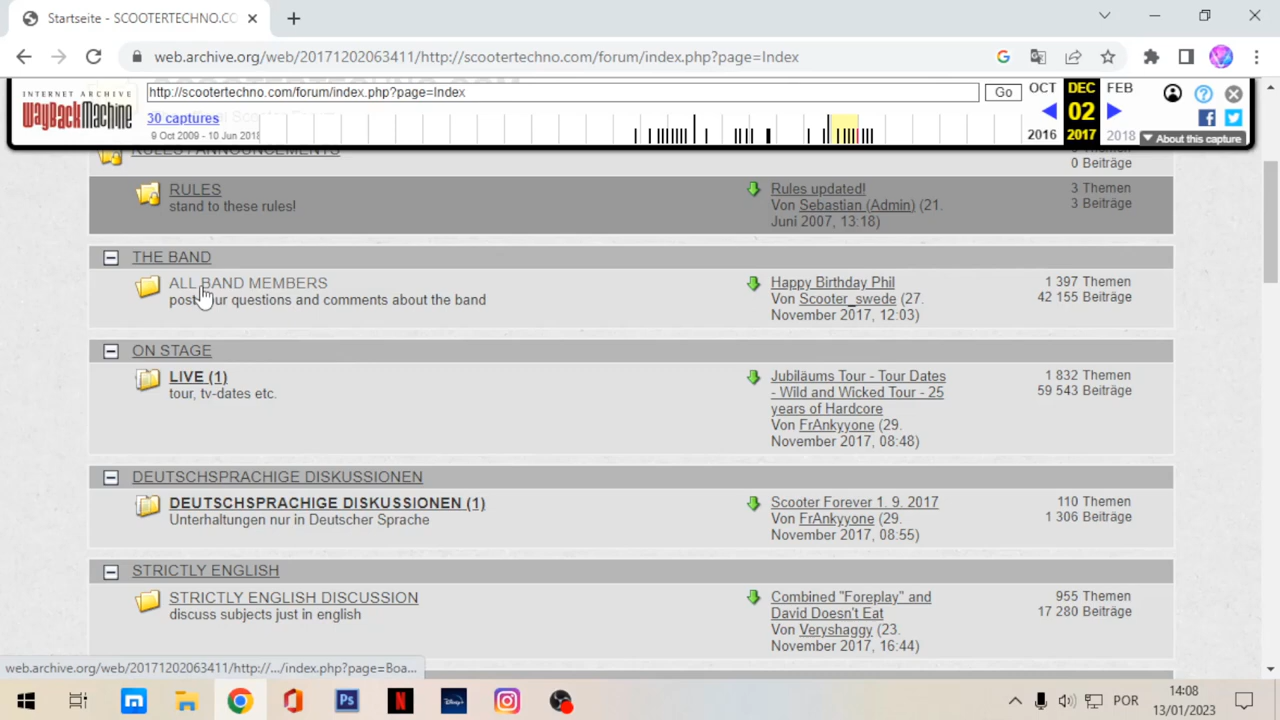 Startseite - SCOOTERTECHNO.CO
web.archive.org/web/20171202063411/http://scootertechno.com/forum/index.php?page=Index
INTERNET ARCHIVE
WayBackMachine
http://scootertechno.com/forum/index.php?page=Index
Go
OCT DEC FEB
30 captures
02
9 Oct 2009 - 10 Jun 2018
2016 2017 2018
About this capture
RULES / ANNOUNCEMENTS
0 Beiträge
RULES
stand to these rules!
Rules updated!
Von Sebastian (Admin) (21.
Juni 2007, 13:18)
3 Themen
3 Beiträge
THE BAND
ALL BAND MEMBERS
post your questions and comments about the band
Happy Birthday Phil
Von Scooter_swede (27.
November 2017, 12:03)
1 397 Themen
42 155 Beiträge
ON STAGE
LIVE (1)
tour, tv-dates etc.
Jubiläums Tour - Tour Dates
- Wild and Wicked Tour - 25
years of Hardcore
Von FrAnkyyone (29.
November 2017, 08:48)
1 832 Themen
59 543 Beiträge
DEUTSCHSPRACHIGE DISKUSSIONEN
DEUTSCHSPRACHIGE DISKUSSIONEN (1)
Unterhaltungen nur in Deutscher Sprache
Scooter Forever 1. 9. 2017
Von FrAnkyyone (29.
November 2017, 08:55)
110 Themen
1 306 Beiträge
STRICTLY ENGLISH
STRICTLY ENGLISH DISCUSSION
discuss subjects just in english
Combined "Foreplay" and
David Doesn't Eat
Von Veryshaggy (23.
November 2017, 16:44)
955 Themen
17 280 Beiträge
web.archive.org/web/20171202063411/http://.../index.php?page=Boa...
Ps
N
Disney+
POR
14:08
13/01/2023